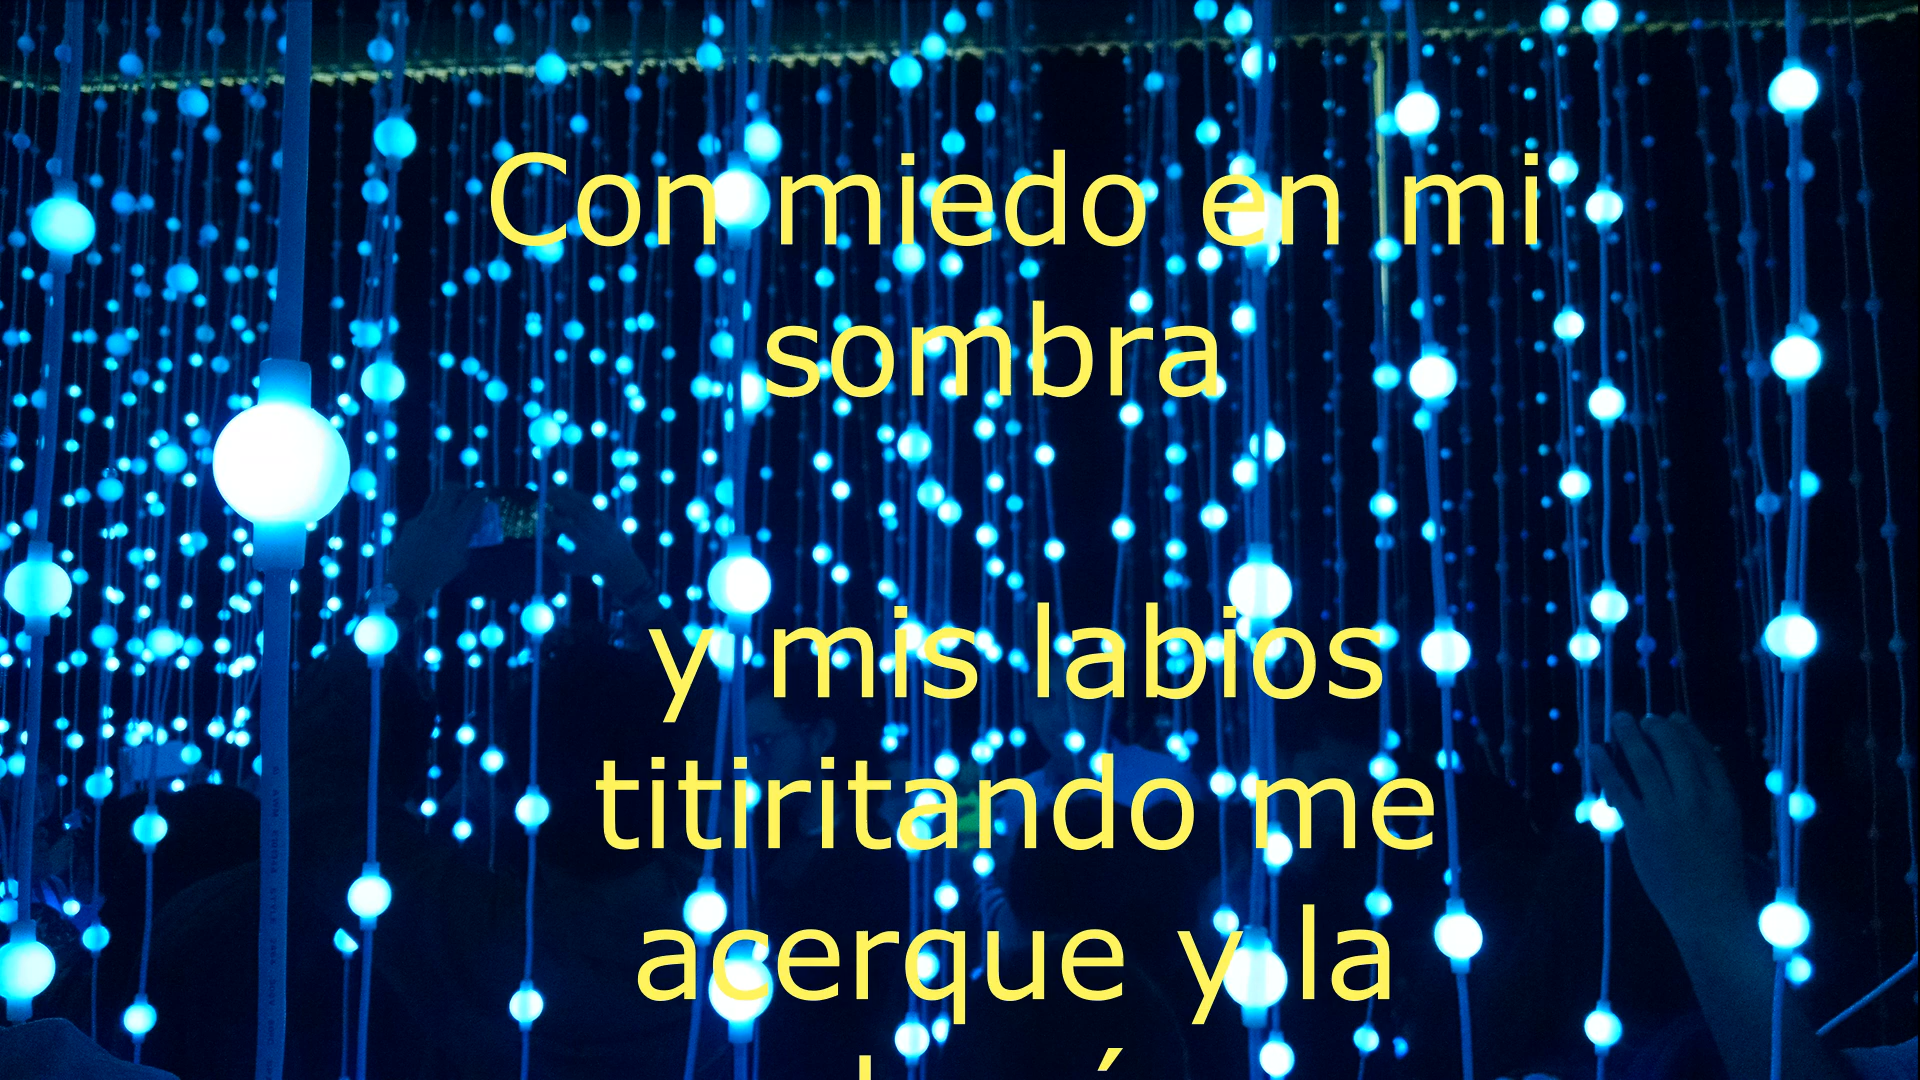 Con miedo en mi
sombra
y mis labios
titiritando me
acerque y la